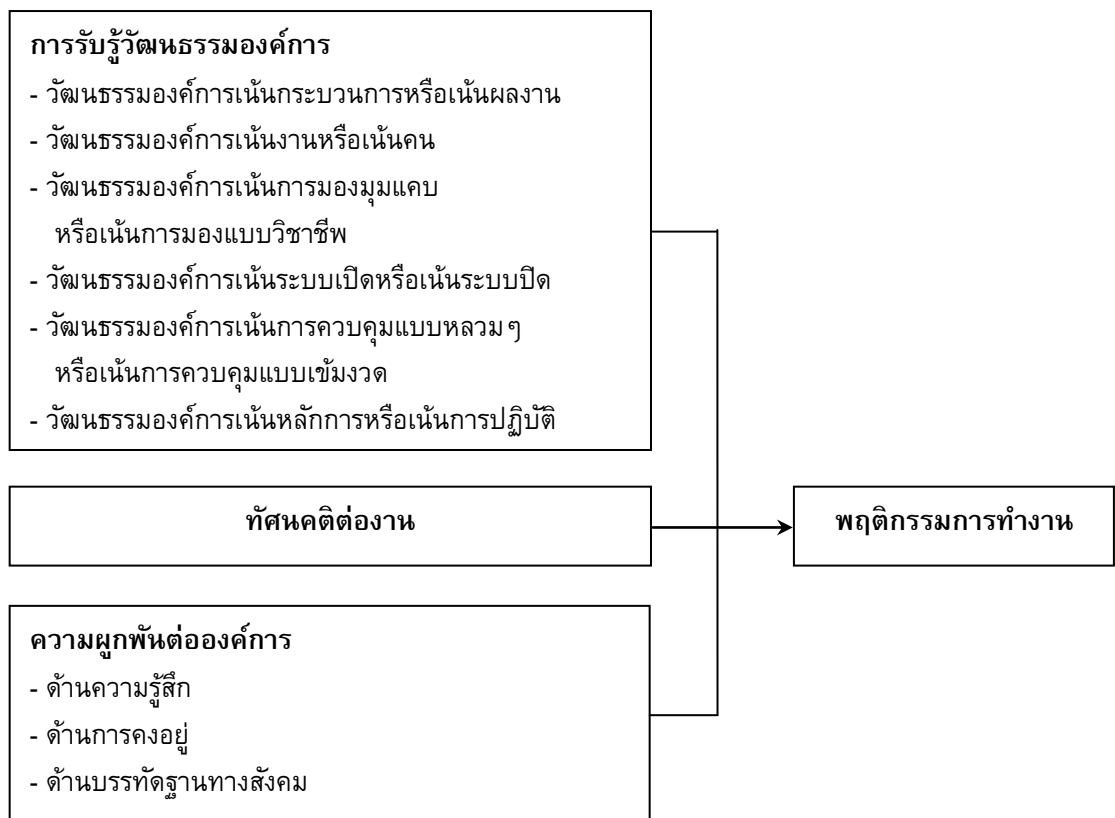 การรับรู้วัฒนธรรมองค์การ
- วัฒนธรรมองค์การเน้นกระบวนการหรือเน้นผลงาน
- วัฒนธรรมองค์การเน้นงานหรือเน้นคน
- วัฒนธรรมองค์การเน้นการมองมุมแคบ
หรือเน้นการมองแบบวิชาชีพ
- วัฒนธรรมองค์การเน้นระบบเปิดหรือเน้นระบบปิด
- วัฒนธรรมองค์การเน้นการควบคุมแบบหลวมๆ
หรือเน้นการควบคุมแบบเข้มงวด
- วัฒนธรรมองค์การเน้นหลักการหรือเน้นการปฏิบัติ
ทัศนคติต่องาน
พฤติกรรมการทำงาน
ความผูกพันต่อองค์การ
- ด้านความรู้สึก
- ด้านการคงอยู่
- ด้านบรรทัดฐานทางสังคม